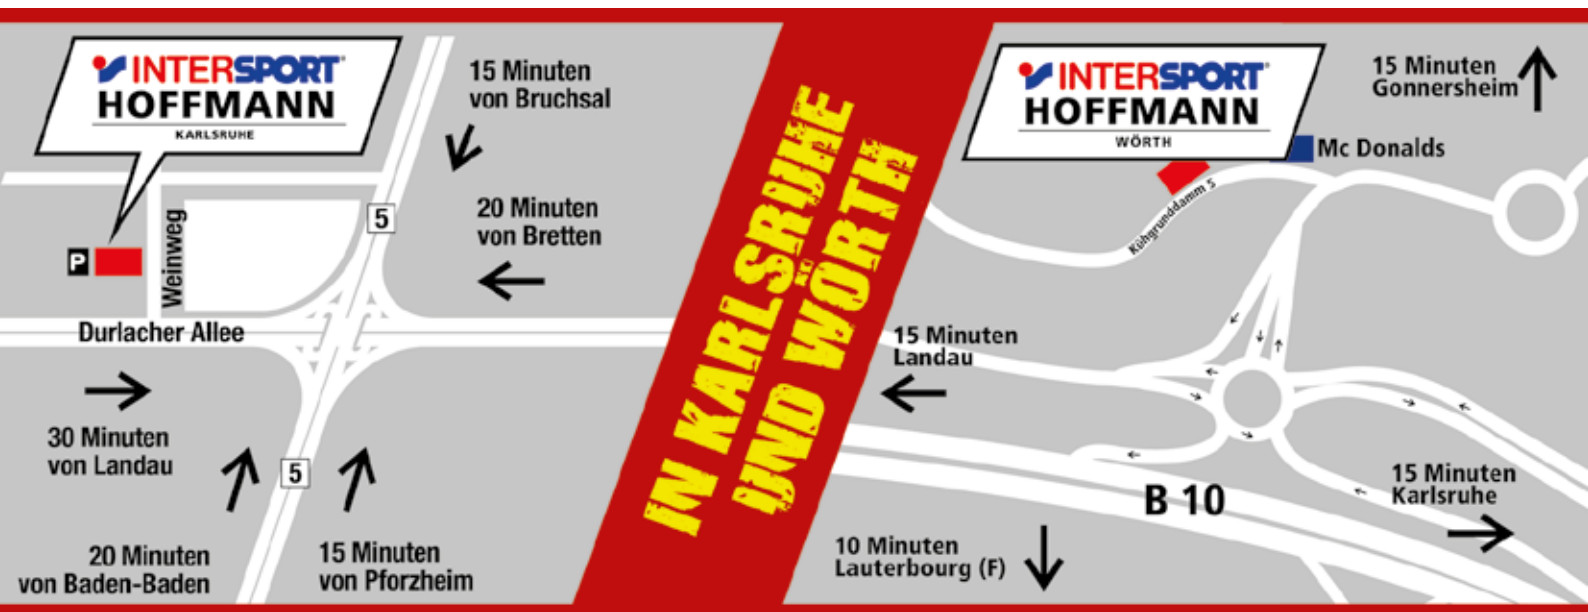 INTERSPORT
HOFFMANN
KARLSRUHE
15 Minuten
von Bruchsal
5
20 Minuten
von Bretten
P
Weinweg
Durlacher Allee
30 Minuten
von Landau
5
20 Minuten
von Baden-Baden
15 Minuten
von Pforzheim
IN KARLSRUHE
UND WÖRTH
INTERSPORT
HOFFMANN
WÖRTH
15 Minuten
Gonnersheim
Mc Donalds
Kühgrunddamm 5
15 Minuten
Landau
B 10
15 Minuten
Karlsruhe
10 Minuten
Lauterbourg (F)